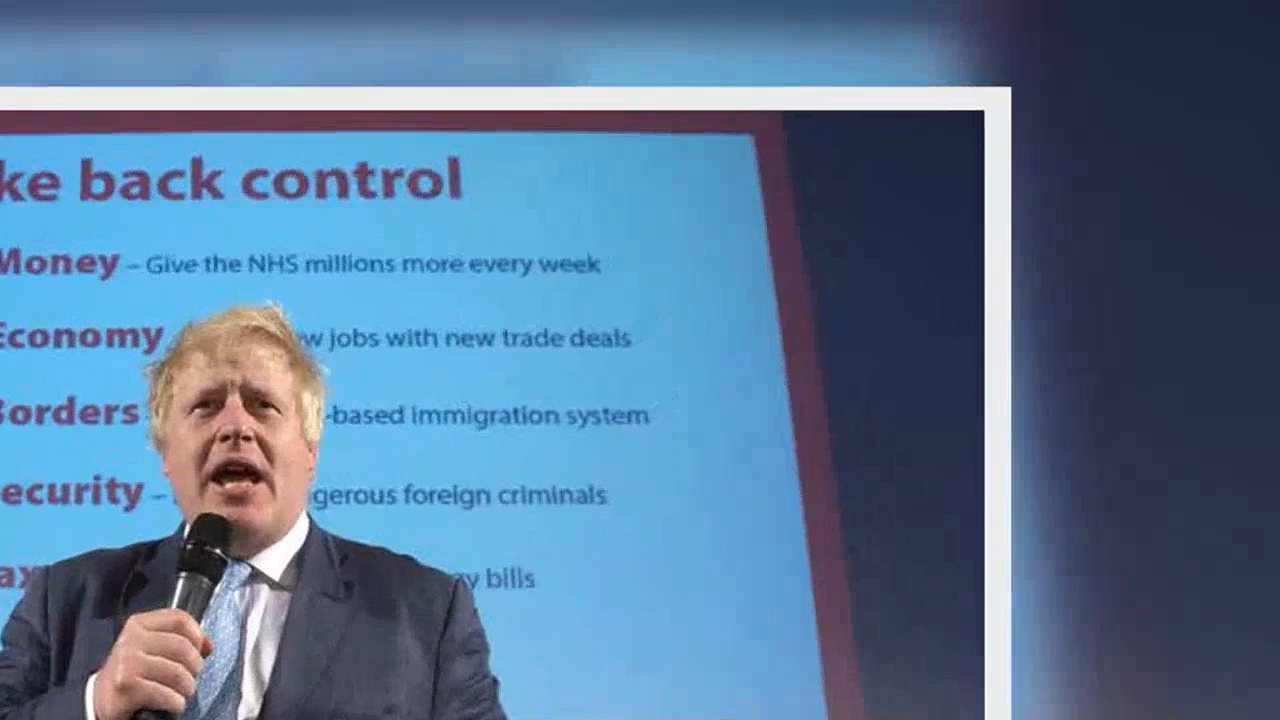 ke back control
Money – Give the NHS millions more every week
Economy w jobs with new trade deals
Borders -based immigration system
ecurity – gerous foreign criminals
ax y bills